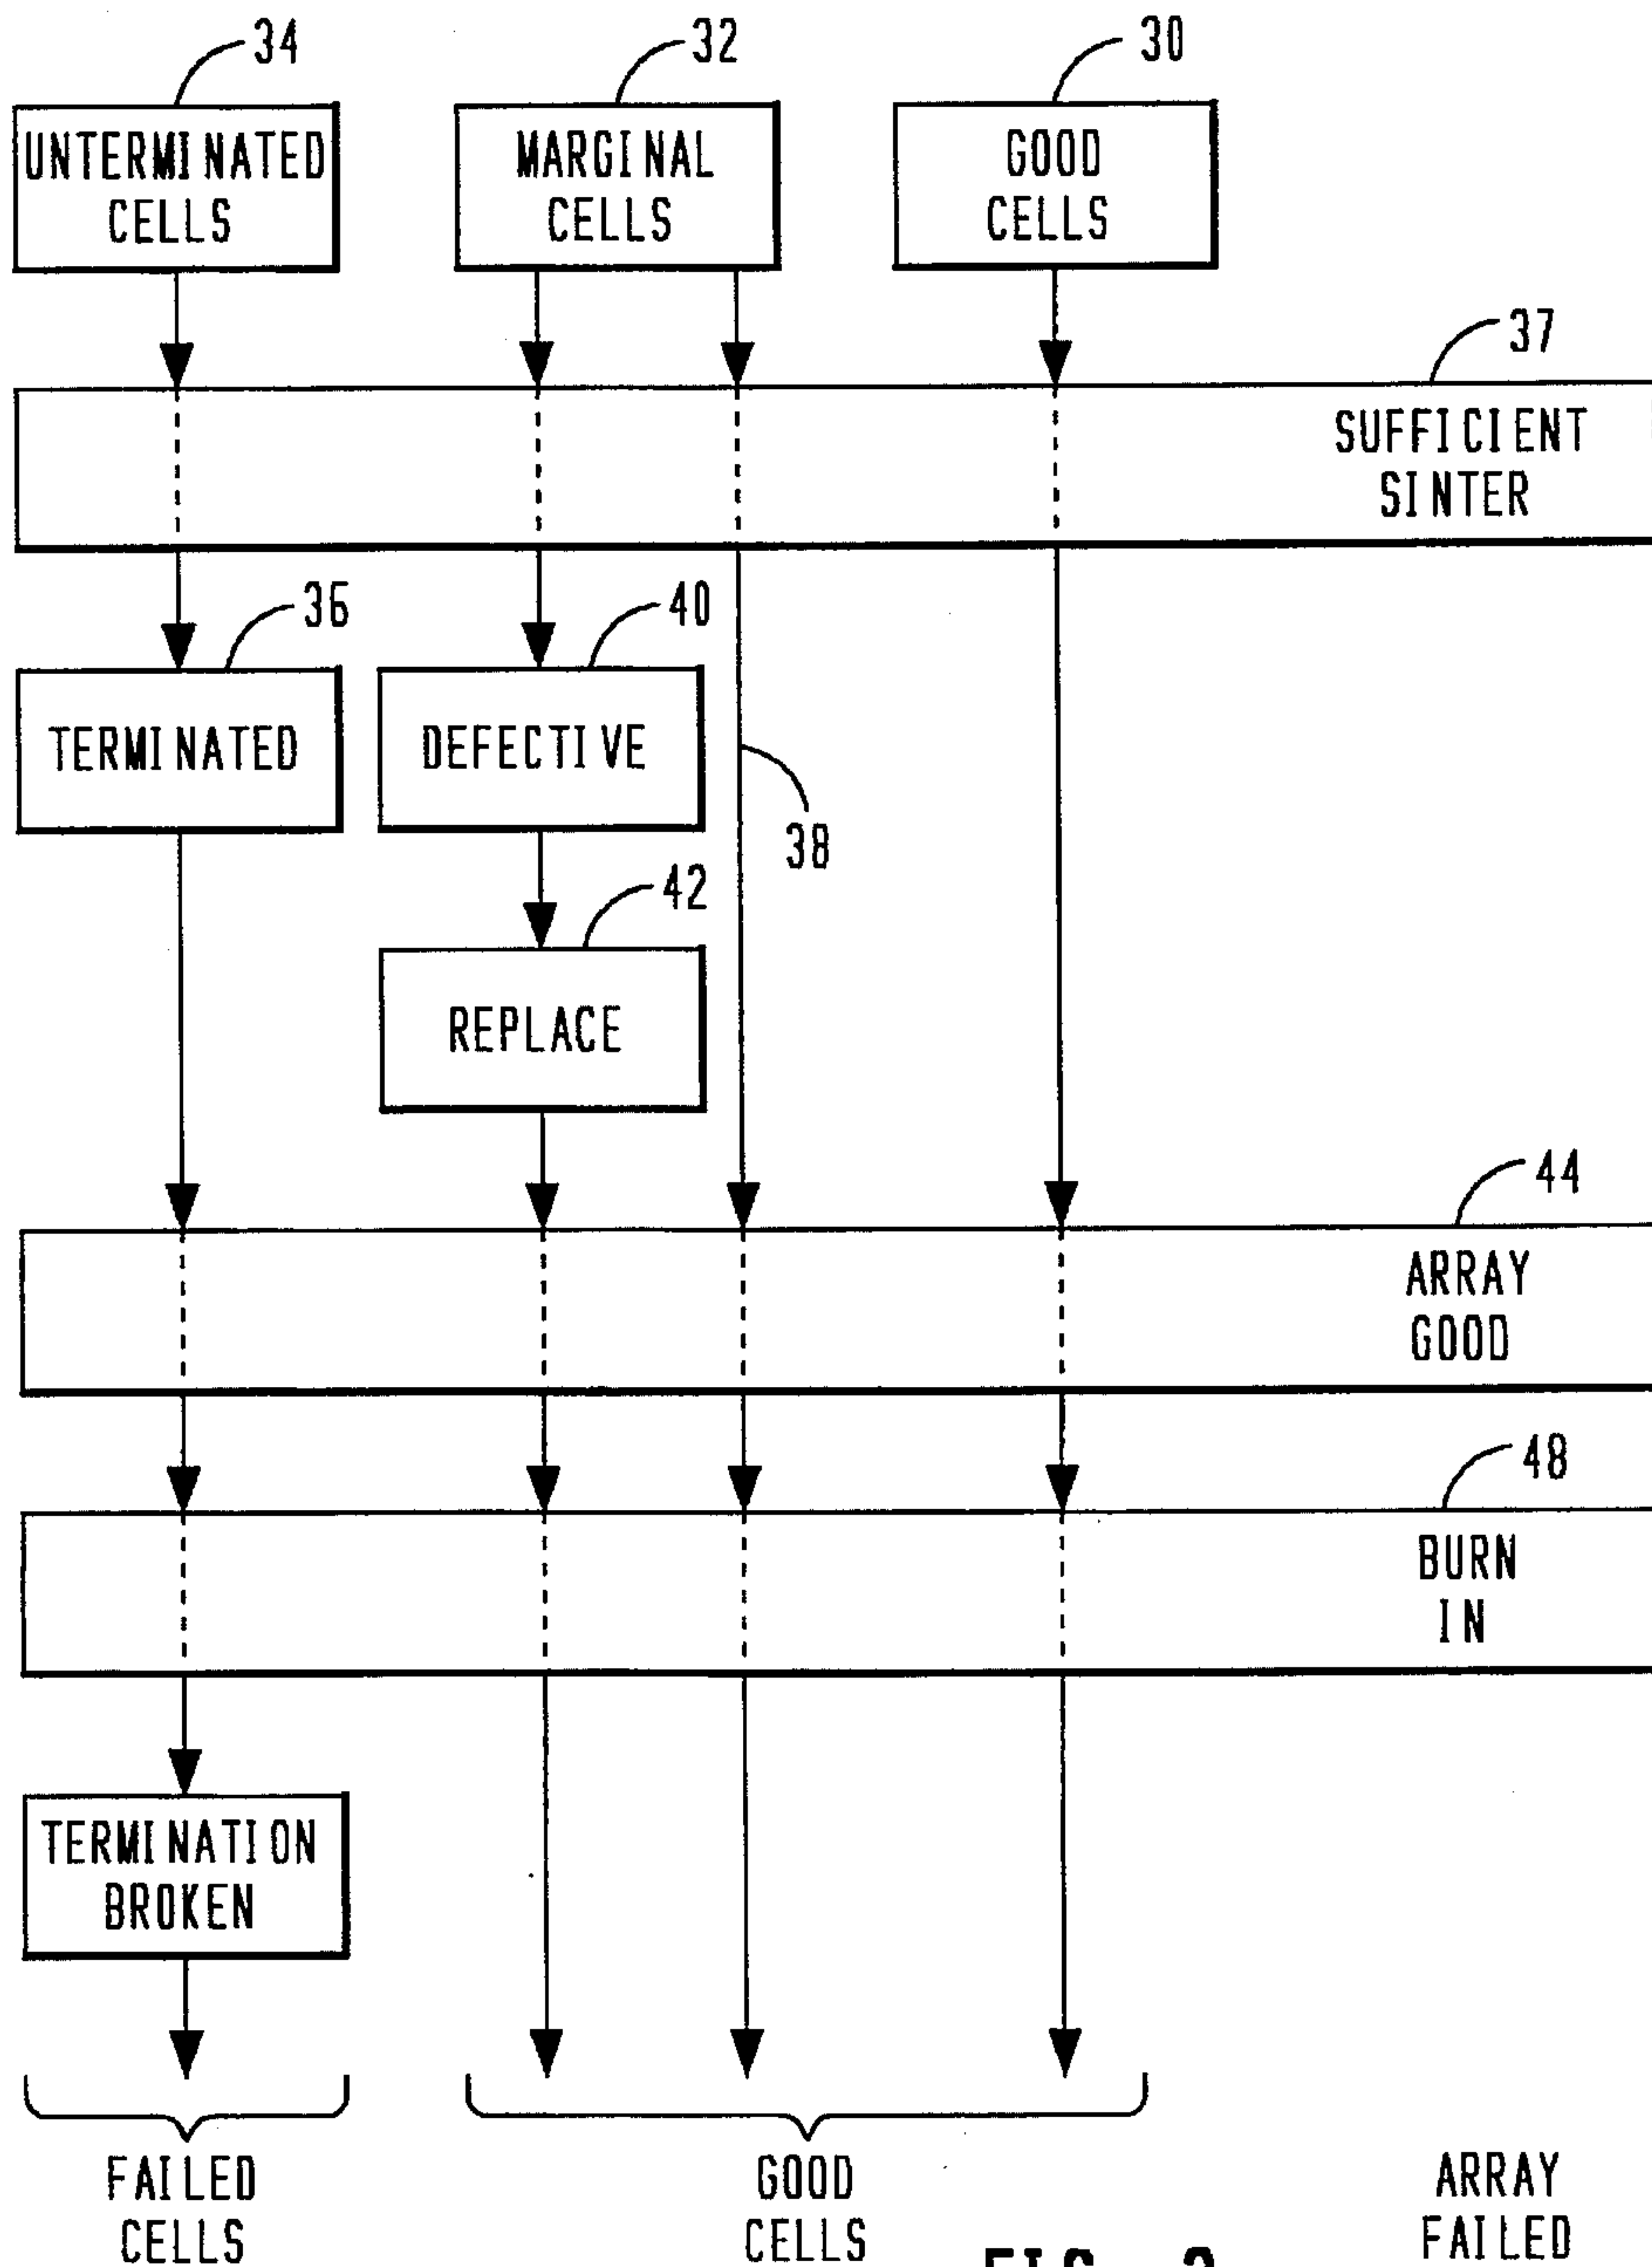 34
32
30
UNTERMINATED
CELLS
MARGINAL
CELLS
GOOD
CELLS
37
SUFFICIENT
SINTER
36
40
TERMINATED
DEFECTIVE
38
42
REPLACE
44
ARRAY
GOOD
48
BURN
IN
TERMINATION
BROKEN
FAILED
CELLS
GOOD
CELLS
ARRAY
FAILED